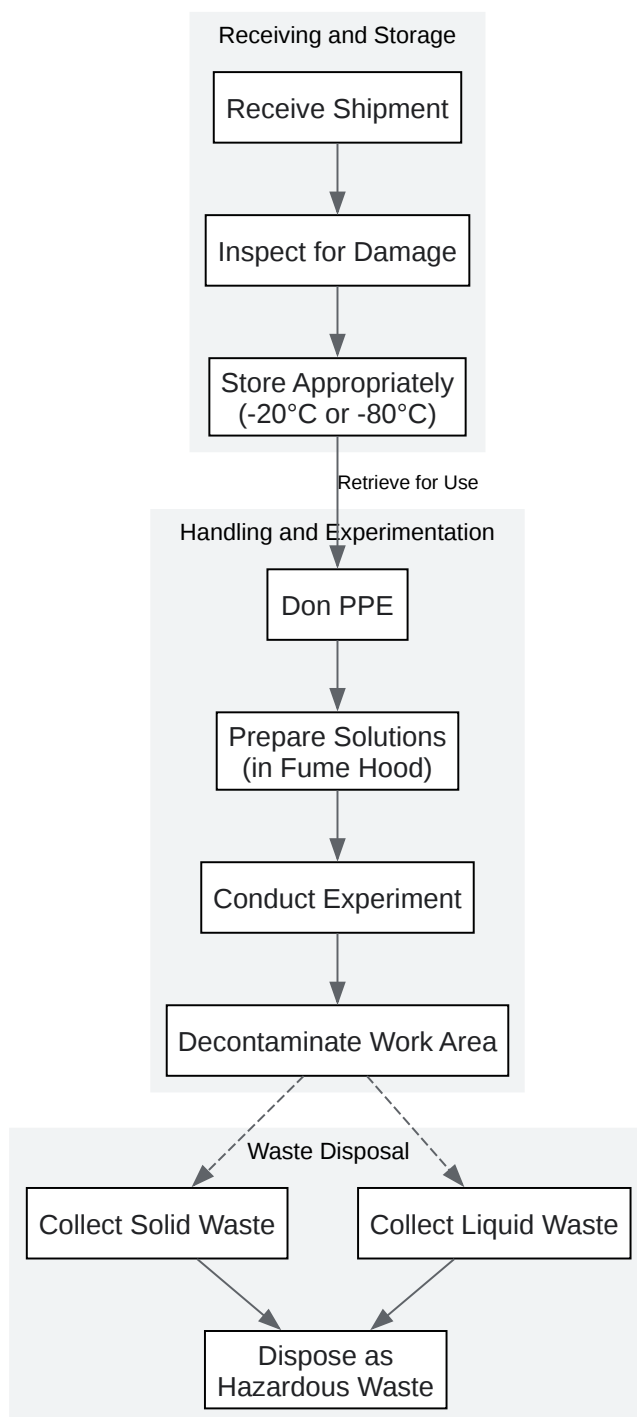 Receiving and Storage
Receive Shipment
Inspect for Damage
Store Appropriately
(-20°C or -80°C)
Retrieve for Use
Handling and Experimentation
Don PPE
Prepare Solutions
(in Fume Hood)
Conduct Experiment
Decontaminate Work Area
Waste Disposal
Collect Solid Waste
Collect Liquid Waste
Dispose as
Hazardous Waste